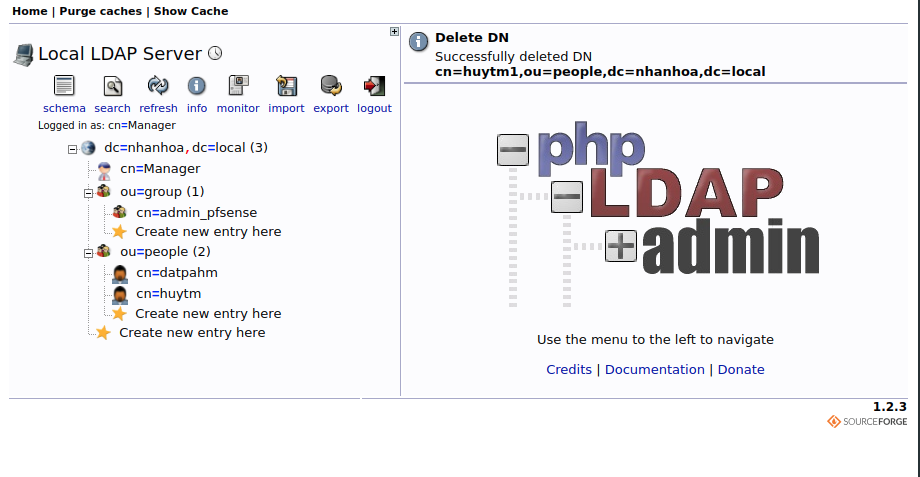 Home | Purge caches | Show Cache
Local LDAP Server
schema search refresh info monitor import export logout
Logged in as: cn=Manager
dc=nhanhoa,dc=local (3)
cn=Manager
ou=group (1)
cn=admin_pfsense
Create new entry here
ou=people (2)
cn=datpahm
cn=huytm
Create new entry here
Create new entry here
Delete DN
Successfully deleted DN
cn=huytm1,ou=people,dc=nhanhoa,dc=local
php
LDAP
admin
Use the menu to the left to navigate
Credits | Documentation | Donate
1.2.3
SOURCEFORGE